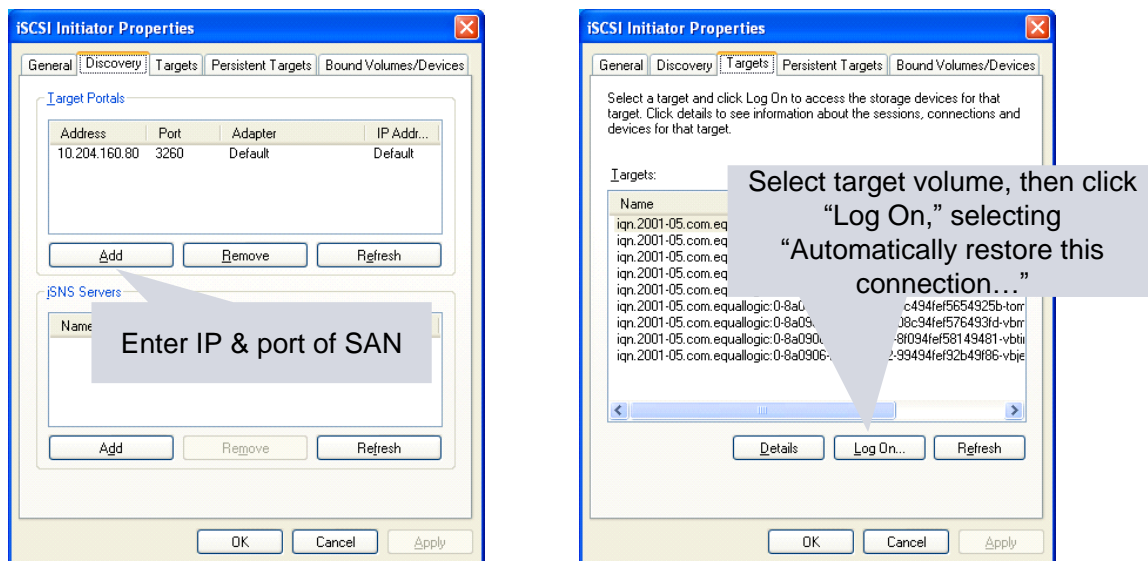 iSCSI Initiator Properties
General Discovery Targets Persistent Targets Bound Volumes/Devices
Target Portals
Address Port Adapter IP Addr...
10.204.160.80 3260 Default Default
Add Remove Refresh
iSNS Servers
Name
Enter IP & port of SAN
Add Remove Refresh
OK Cancel Apply
iSCSI Initiator Properties
General Discovery Targets Persistent Targets Bound Volumes/Devices
Select a target and click Log On to access the storage devices for that
target. Click details to see information about the sessions, connections and
devices for that target.
Targets:
Name
Select target volume, then click
“Log On,” selecting
“Automatically restore this
connection…”
iqn.2001-05.com.eq
iqn.2001-05.com.eq
iqn.2001-05.com.eq
iqn.2001-05.com.eq
iqn.2001-05.com.eq
iqn.2001-05.com.equallogic:0-8a0 c494fef5654925b-tom
iqn.2001-05.com.equallogic:0-8a09 08c94fef576493fd-vbm
iqn.2001-05.com.equallogic:0-8a090 -8f094fef58149481-vbtin
iqn.2001-05.com.equallogic:0-8a0906- 2-99494fef92b49f86-vbje
Details Log On... Refresh
OK Cancel Apply